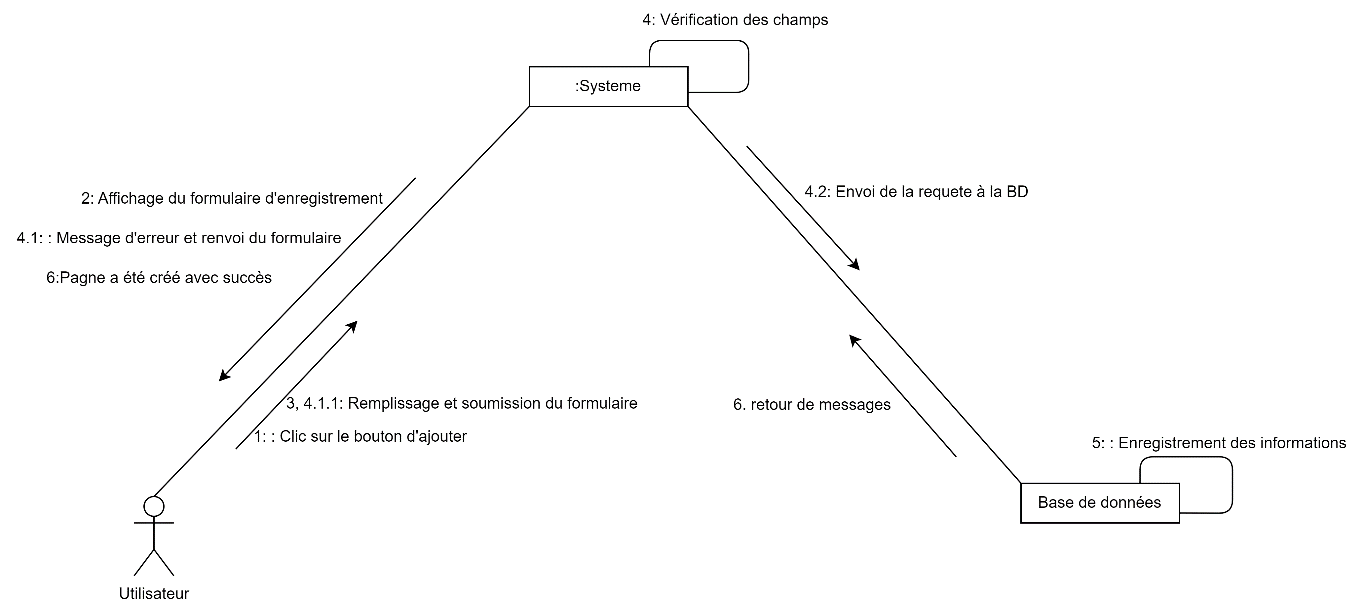 4: Vérification des champs
:Systeme
2: Affichage du formulaire d'enregistrement
4.2: Envoi de la requete à la BD
4.1: : Message d'erreur et renvoi du formulaire
6:Pagne a été créé avec succès
3, 4.1.1: Remplissage et soumission du formulaire
6. retour de messages
1: : Clic sur le bouton d'ajouter
5: : Enregistrement des informations
Base de données
Utilisateur